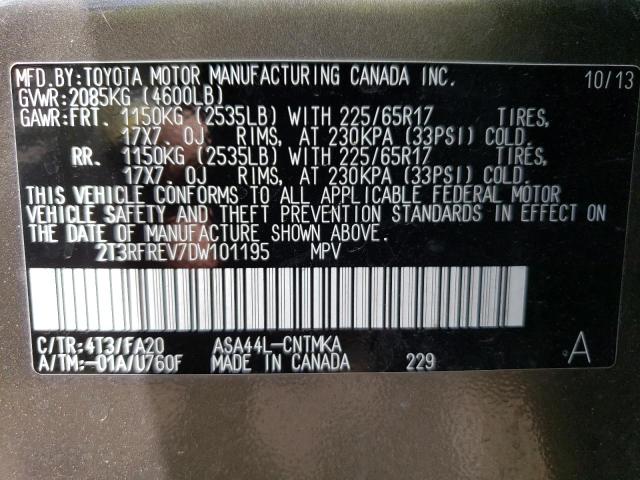 MFD.BY:TOYOTA MOTOR MANUFACTURING CANADA INC. 10/13
GVWR:2085KG (4600LB)
GAWR:FRT. 1150KG (2535LB) WITH 225/65R17 TIRES,
17X7. 0J RIMS, AT 230KPA (33PSI) COLD.
RR. 1150KG (2535LB) WITH 225/65R17 TIRES,
17X7. 0J RIMS, AT 230KPA (33PSI) COLD.
THIS VEHICLE CONFORMS TO ALL APPLICABLE FEDERAL MOTOR
VEHICLE SAFETY AND THEFT PREVENTION STANDARDS IN EFFECT ON
THE DATE OF MANUFACTURE SHOWN ABOVE.
2T3RFREV7DW101195 MPV
C/TR:4T3/FA20 ASA44L-CNTMKA
A/TM:-01A/U760F MADE IN CANADA 229 A